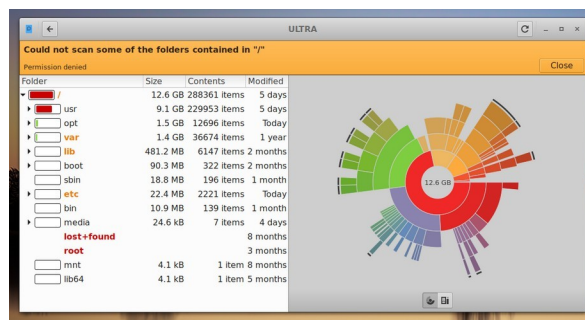 ULTRA
Could not scan some of the folders contained in "/"
Permission denied
Close
Folder Size Contents Modified
/ 12.6 GB 288361 items 5 days
usr 9.1 GB 229953 items 5 days
opt 1.5 GB 12696 items Today
var 1.4 GB 36674 items 1 year
lib 481.2 MB 6147 items 2 months
boot 90.3 MB 322 items 2 months
sbin 18.8 MB 196 items 1 month
etc 22.4 MB 2221 items Today
bin 10.9 MB 139 items 1 month
media 24.6 kB 7 items 4 days
lost+found 8 months
root 3 months
mnt 4.1 kB 1 item 8 months
lib64 4.1 kB 1 item 5 months
12.6 GB